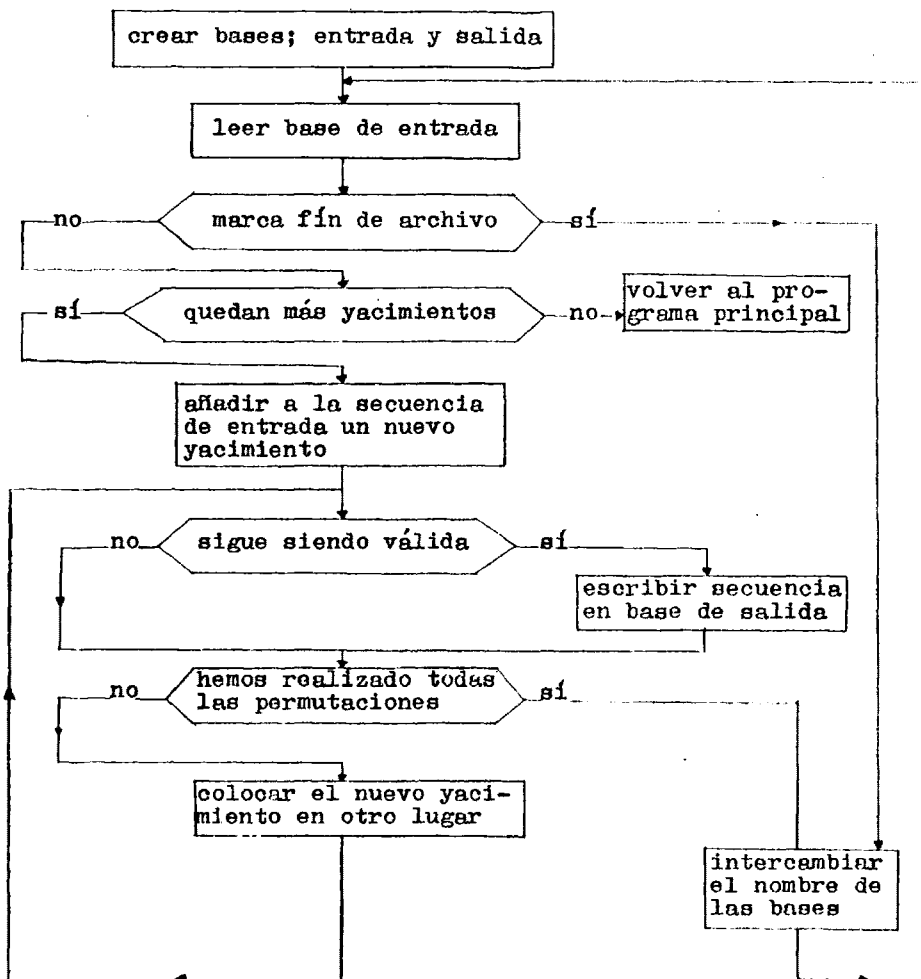 crear bases; entrada y salida
leer base de entrada
no
marca fín de archivo
sí
sí
quedan más yacimientos
no
volver al pro-
grama principal
añadir a la secuencia
de entrada un nuevo
yacimiento
no
sigue siendo válida
sí
escribir secuencia
en base de salida
no
hemos realizado todas
las permutaciones
sí
colocar el nuevo yaci-
miento en otro lugar
intercambiar
el nombre de
las bases